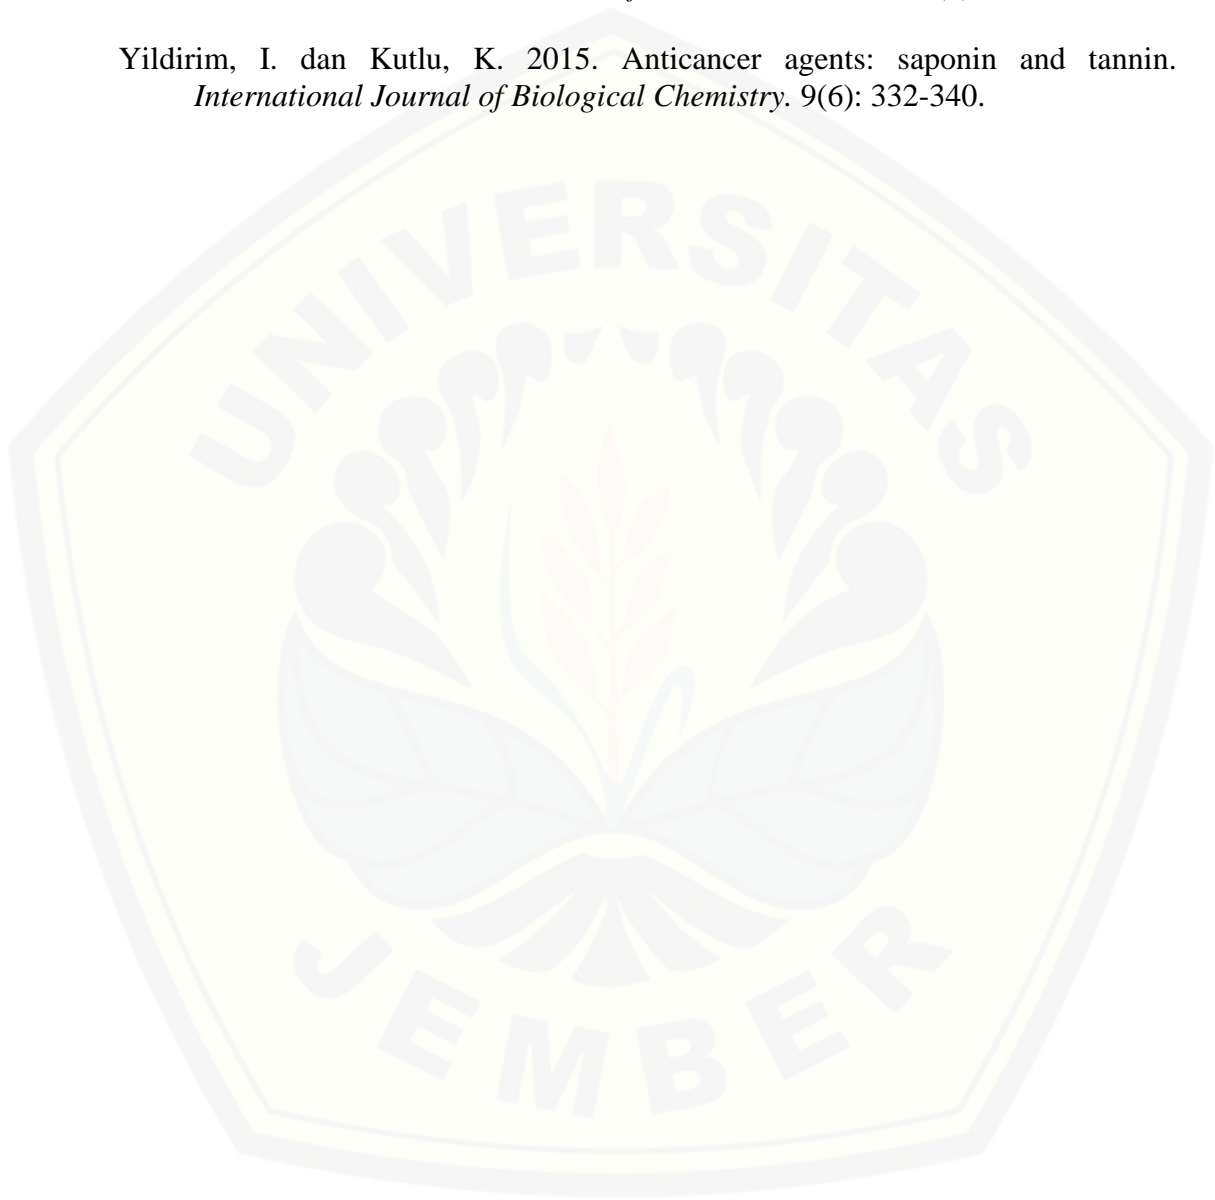 Yildirim, I. dan Kutlu, K. 2015. Anticancer agents: saponin and tannin.
International Journal of Biological Chemistry. 9(6): 332-340.
UNIVERSITAS
JEMBER